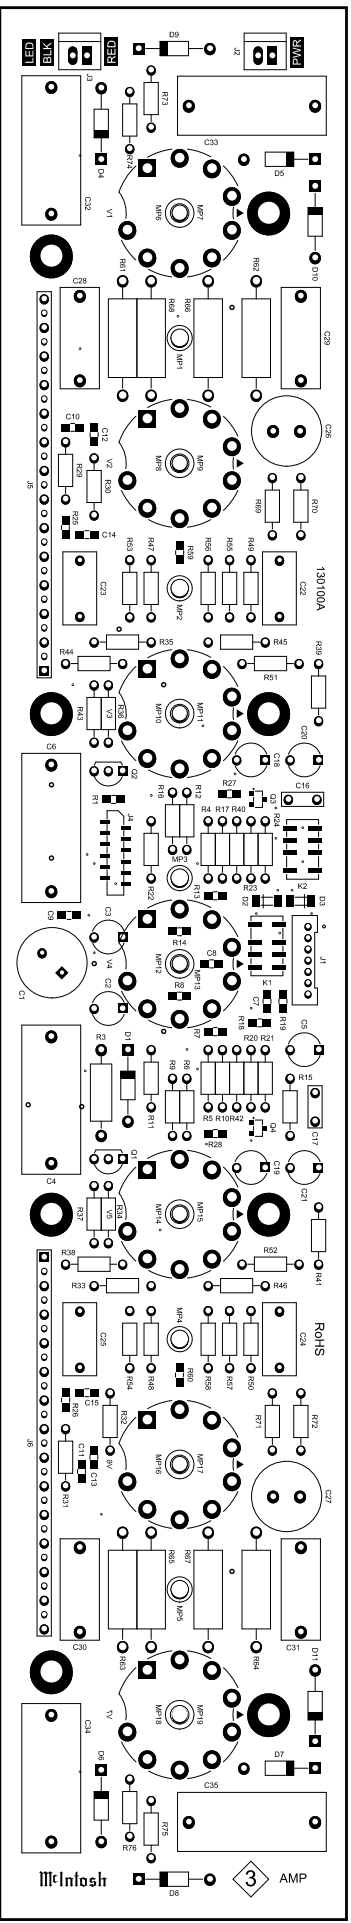 LED
BLK
RED
J3
D9
J2
PWR
R73
R74
D4
C33
C32
V1
MP6
MP7
D5
D10
R61
R62
C28
R68
R66
MP1
C29
C10
C12
C26
V2
MP8
MP9
R29
R30
J5
R25
C14
R69
R70
R53
R47
R59
R56
R55
R49
C23
MP2
C22
130100A
R44
R35
R45
R51
R39
R43
V3
R36
MP10
MP11
C6
Q2
C18
C20
R1
R16
R12
R27
Q3
C16
J4
R4
R17
R40
R24
R22
MP3
R13
R23
K2
C9
C3
R14
D2
D3
C1
V4
MP12
MP13
C8
J1
C2
R8
K1
C7
R19
R18
R7
R3
D1
R9
R6
R20
R21
C5
R15
R11
R5
R10
R42
R28
Q4
C17
C4
Q1
C19
C21
R37
V5
R34
MP14
MP15
R38
R52
R41
R33
R46
C25
MP4
C24
RoHS
R54
R48
R60
R58
R57
R50
R26
C15
R32
R71
R72
J6
C11
C13
V6
MP16
MP17
R31
C27
R65
R67
MP5
C30
C31
R63
R64
D11
V7
MP18
MP19
C34
D6
D7
C35
R76
R75
McIntosh
D8
3
AMP